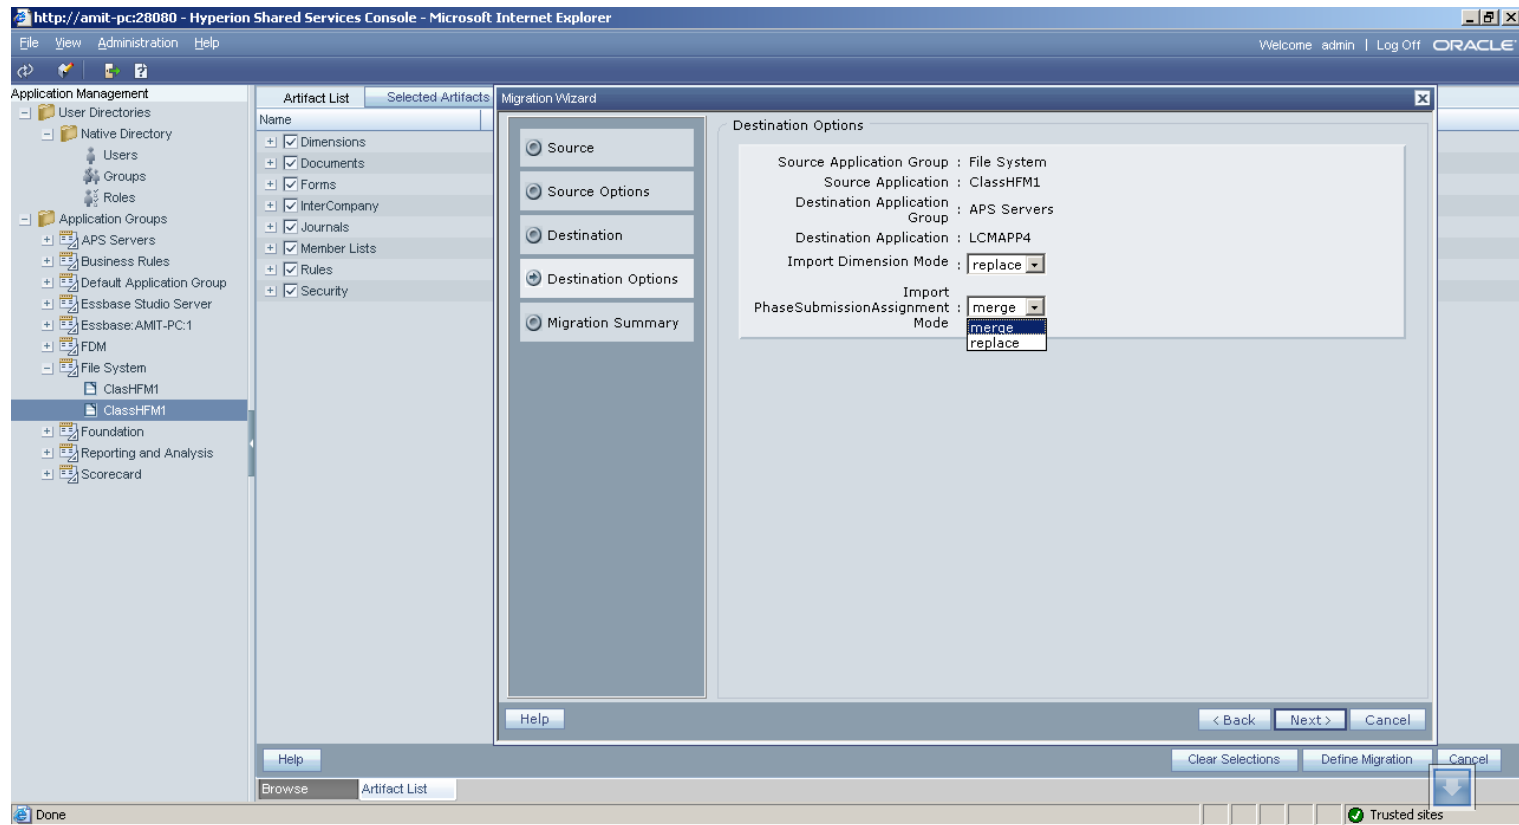 http://amit-pc:28080 - Hyperion Shared Services Console - Microsoft Internet Explorer
File View Administration Help
Welcome admin | Log Off ORACLE
Application Management
User Directories
Native Directory
Users
Groups
Roles
Application Groups
APS Servers
Business Rules
Default Application Group
Essbase Studio Server
Essbase:AMIT-PC:1
FDM
File System
ClasHFM1
ClassHFM1
Foundation
Reporting and Analysis
Scorecard
Artifact List Selected Artifacts
Name
Dimensions
Documents
Forms
InterCompany
Journals
Member Lists
Rules
Security
Migration Wizard
Source
Source Options
Destination
Destination Options
Migration Summary
Destination Options
Source Application Group : File System
Source Application : ClassHFM1
Destination Application
Group : APS Servers
Destination Application : LCMAPP4
Import Dimension Mode : replace
Import
PhaseSubmissionAssignment : merge
Mode
merge
replace
Help
< Back Next > Cancel
Help
Clear Selections Define Migration Cancel
Browse Artifact List
Done
Trusted sites